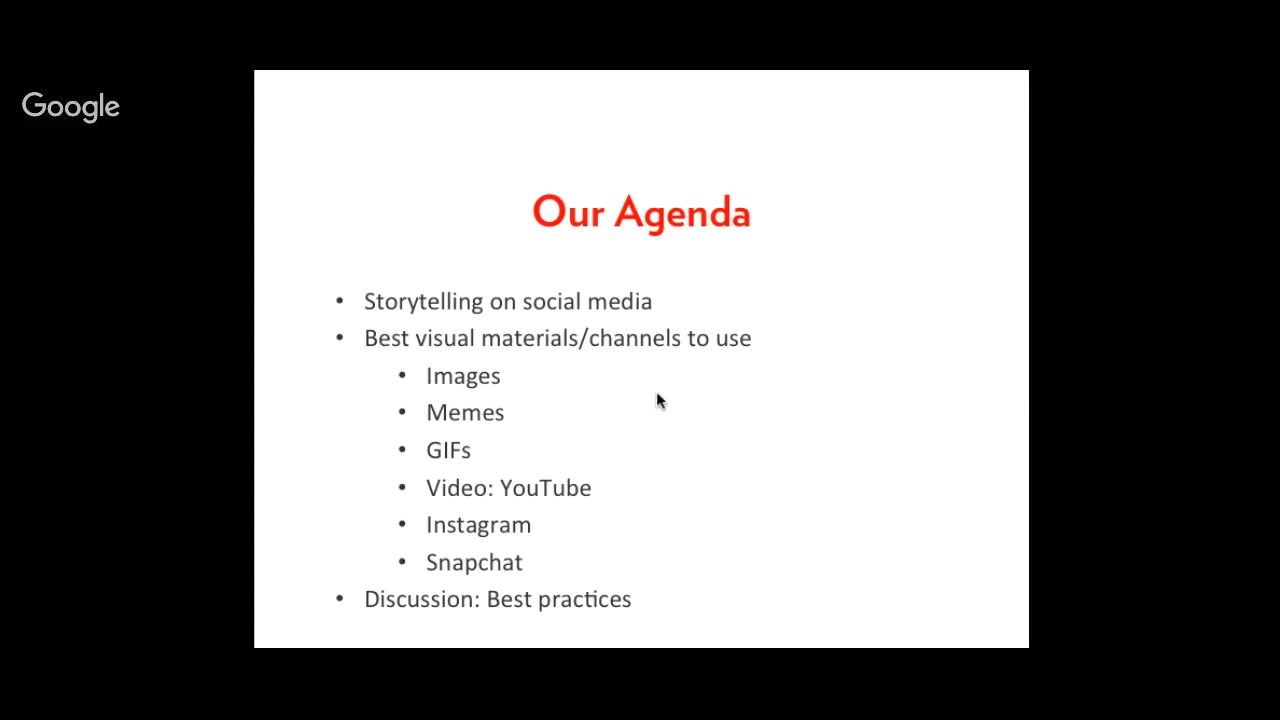 Google
Our Agenda
• Storytelling on social media
• Best visual materials/channels to use
• Images
• Memes
• GIFs
• Video: YouTube
• Instagram
• Snapchat
• Discussion: Best practices